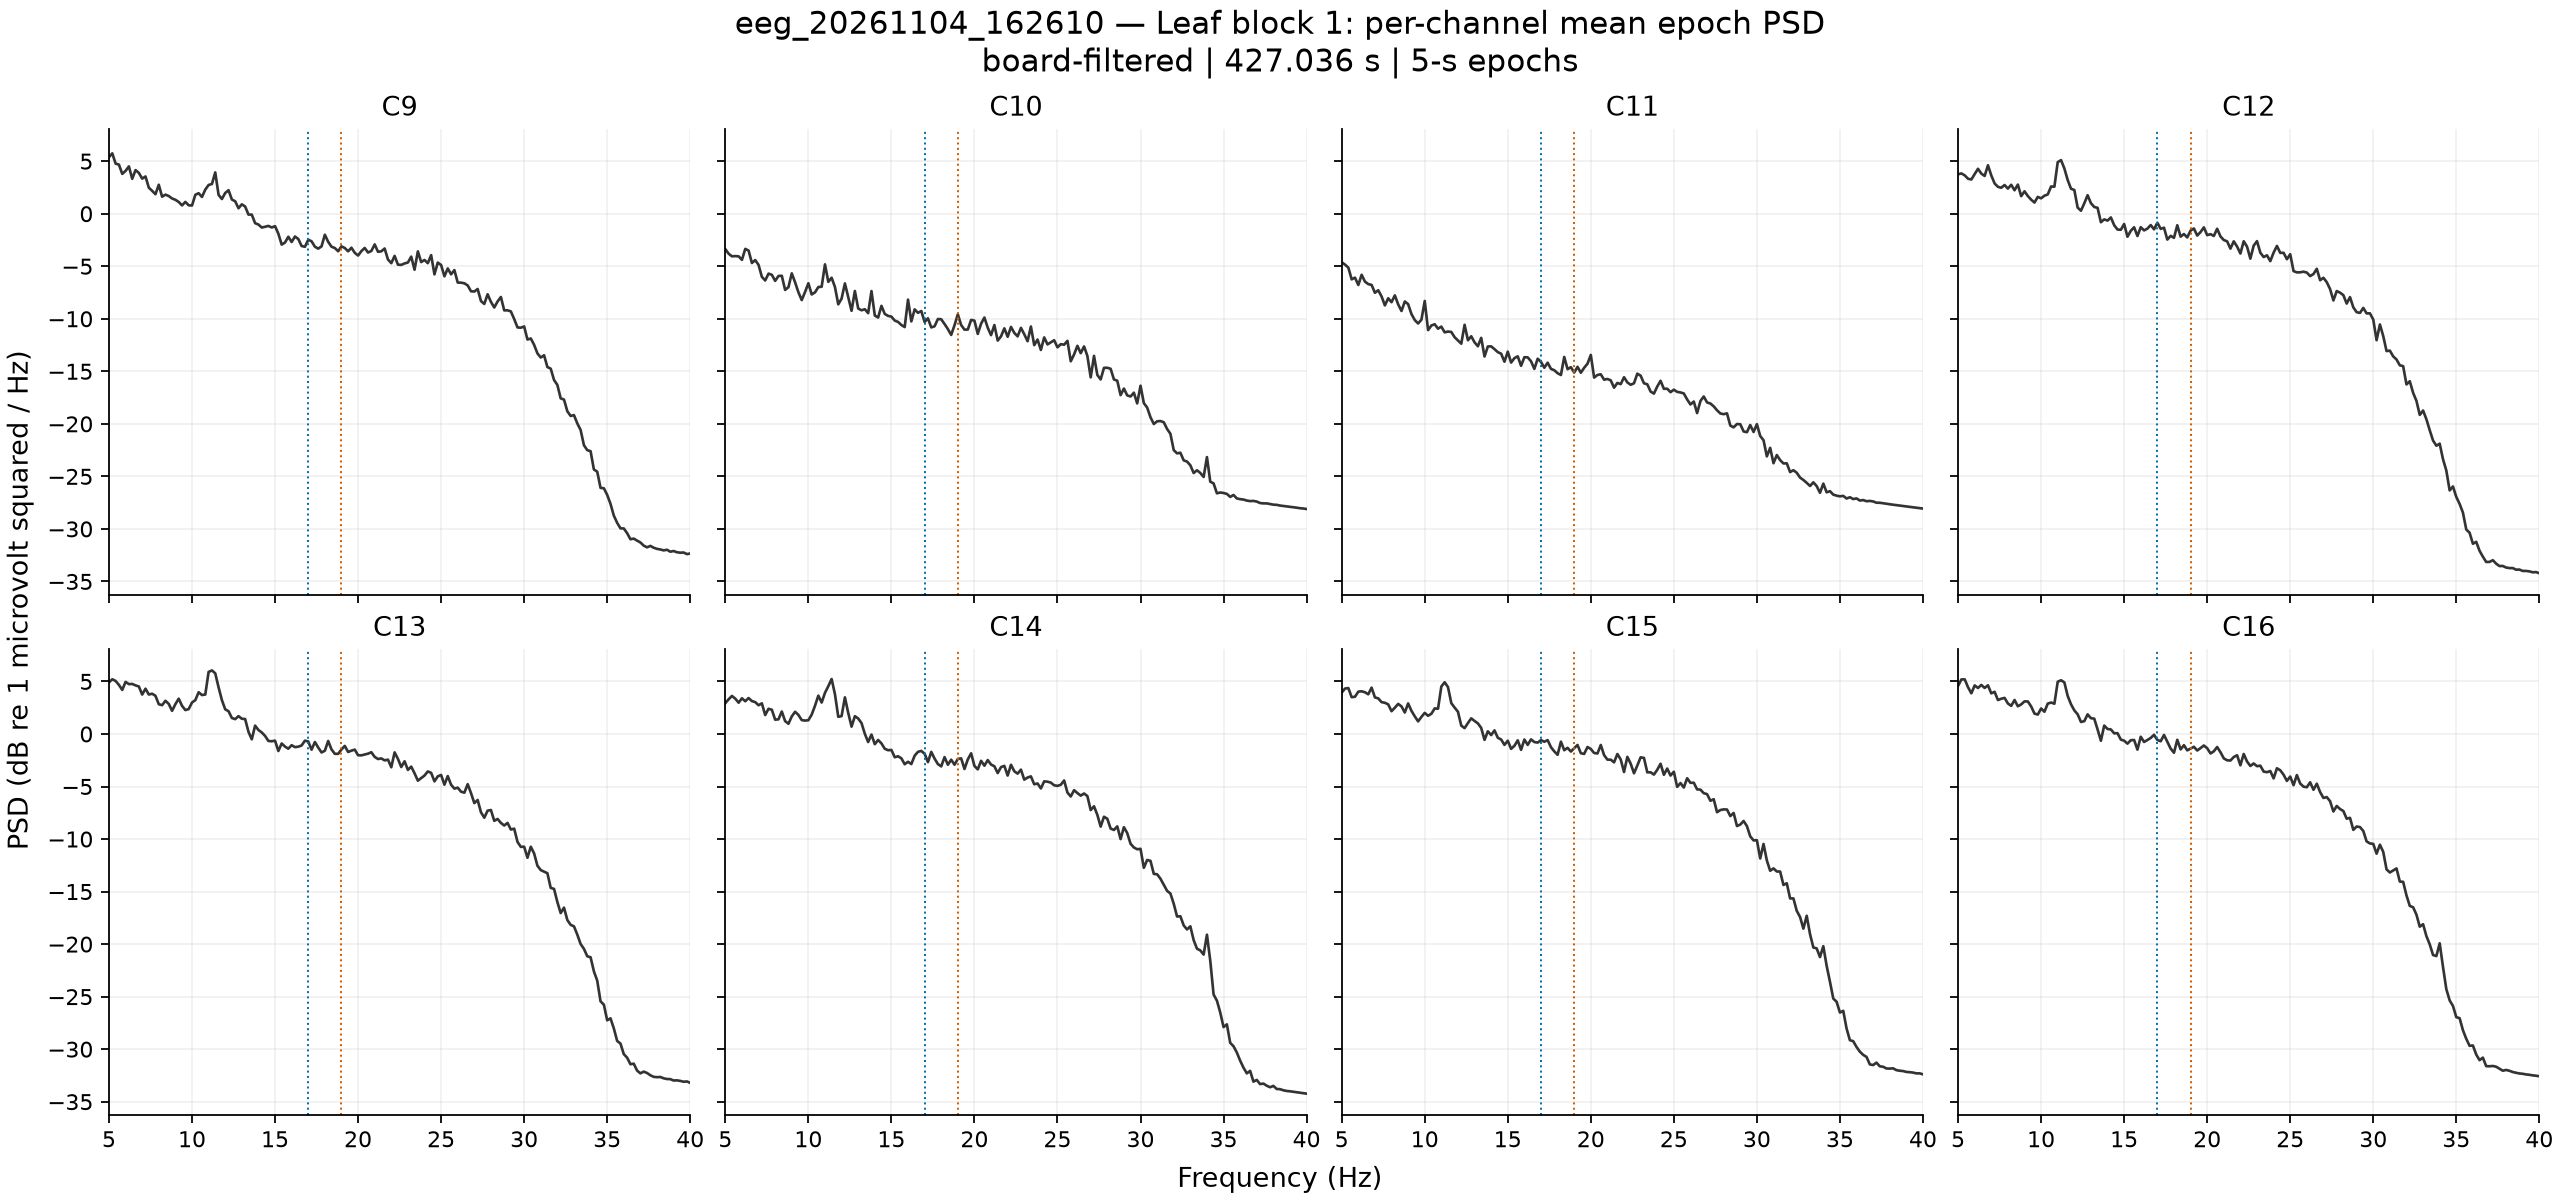 eeg_20261104_162610 — Leaf block 1: per-channel mean epoch PSD
board-filtered | 427.036 s | 5-s epochs
C9 C10 C11 C12
5
0
−5
−10
−15
−20
−25
−30
−35
C13 C14 C15 C16
5
0
−5
−10
−15
−20
−25
−30
−35
PSD (dB re 1 microvolt squared / Hz)
5 10 15 20 25 30 35 40 5 10 15 20 25 30 35 40 5 10 15 20 25 30 35 40 5 10 15 20 25 30 35 40
Frequency (Hz)